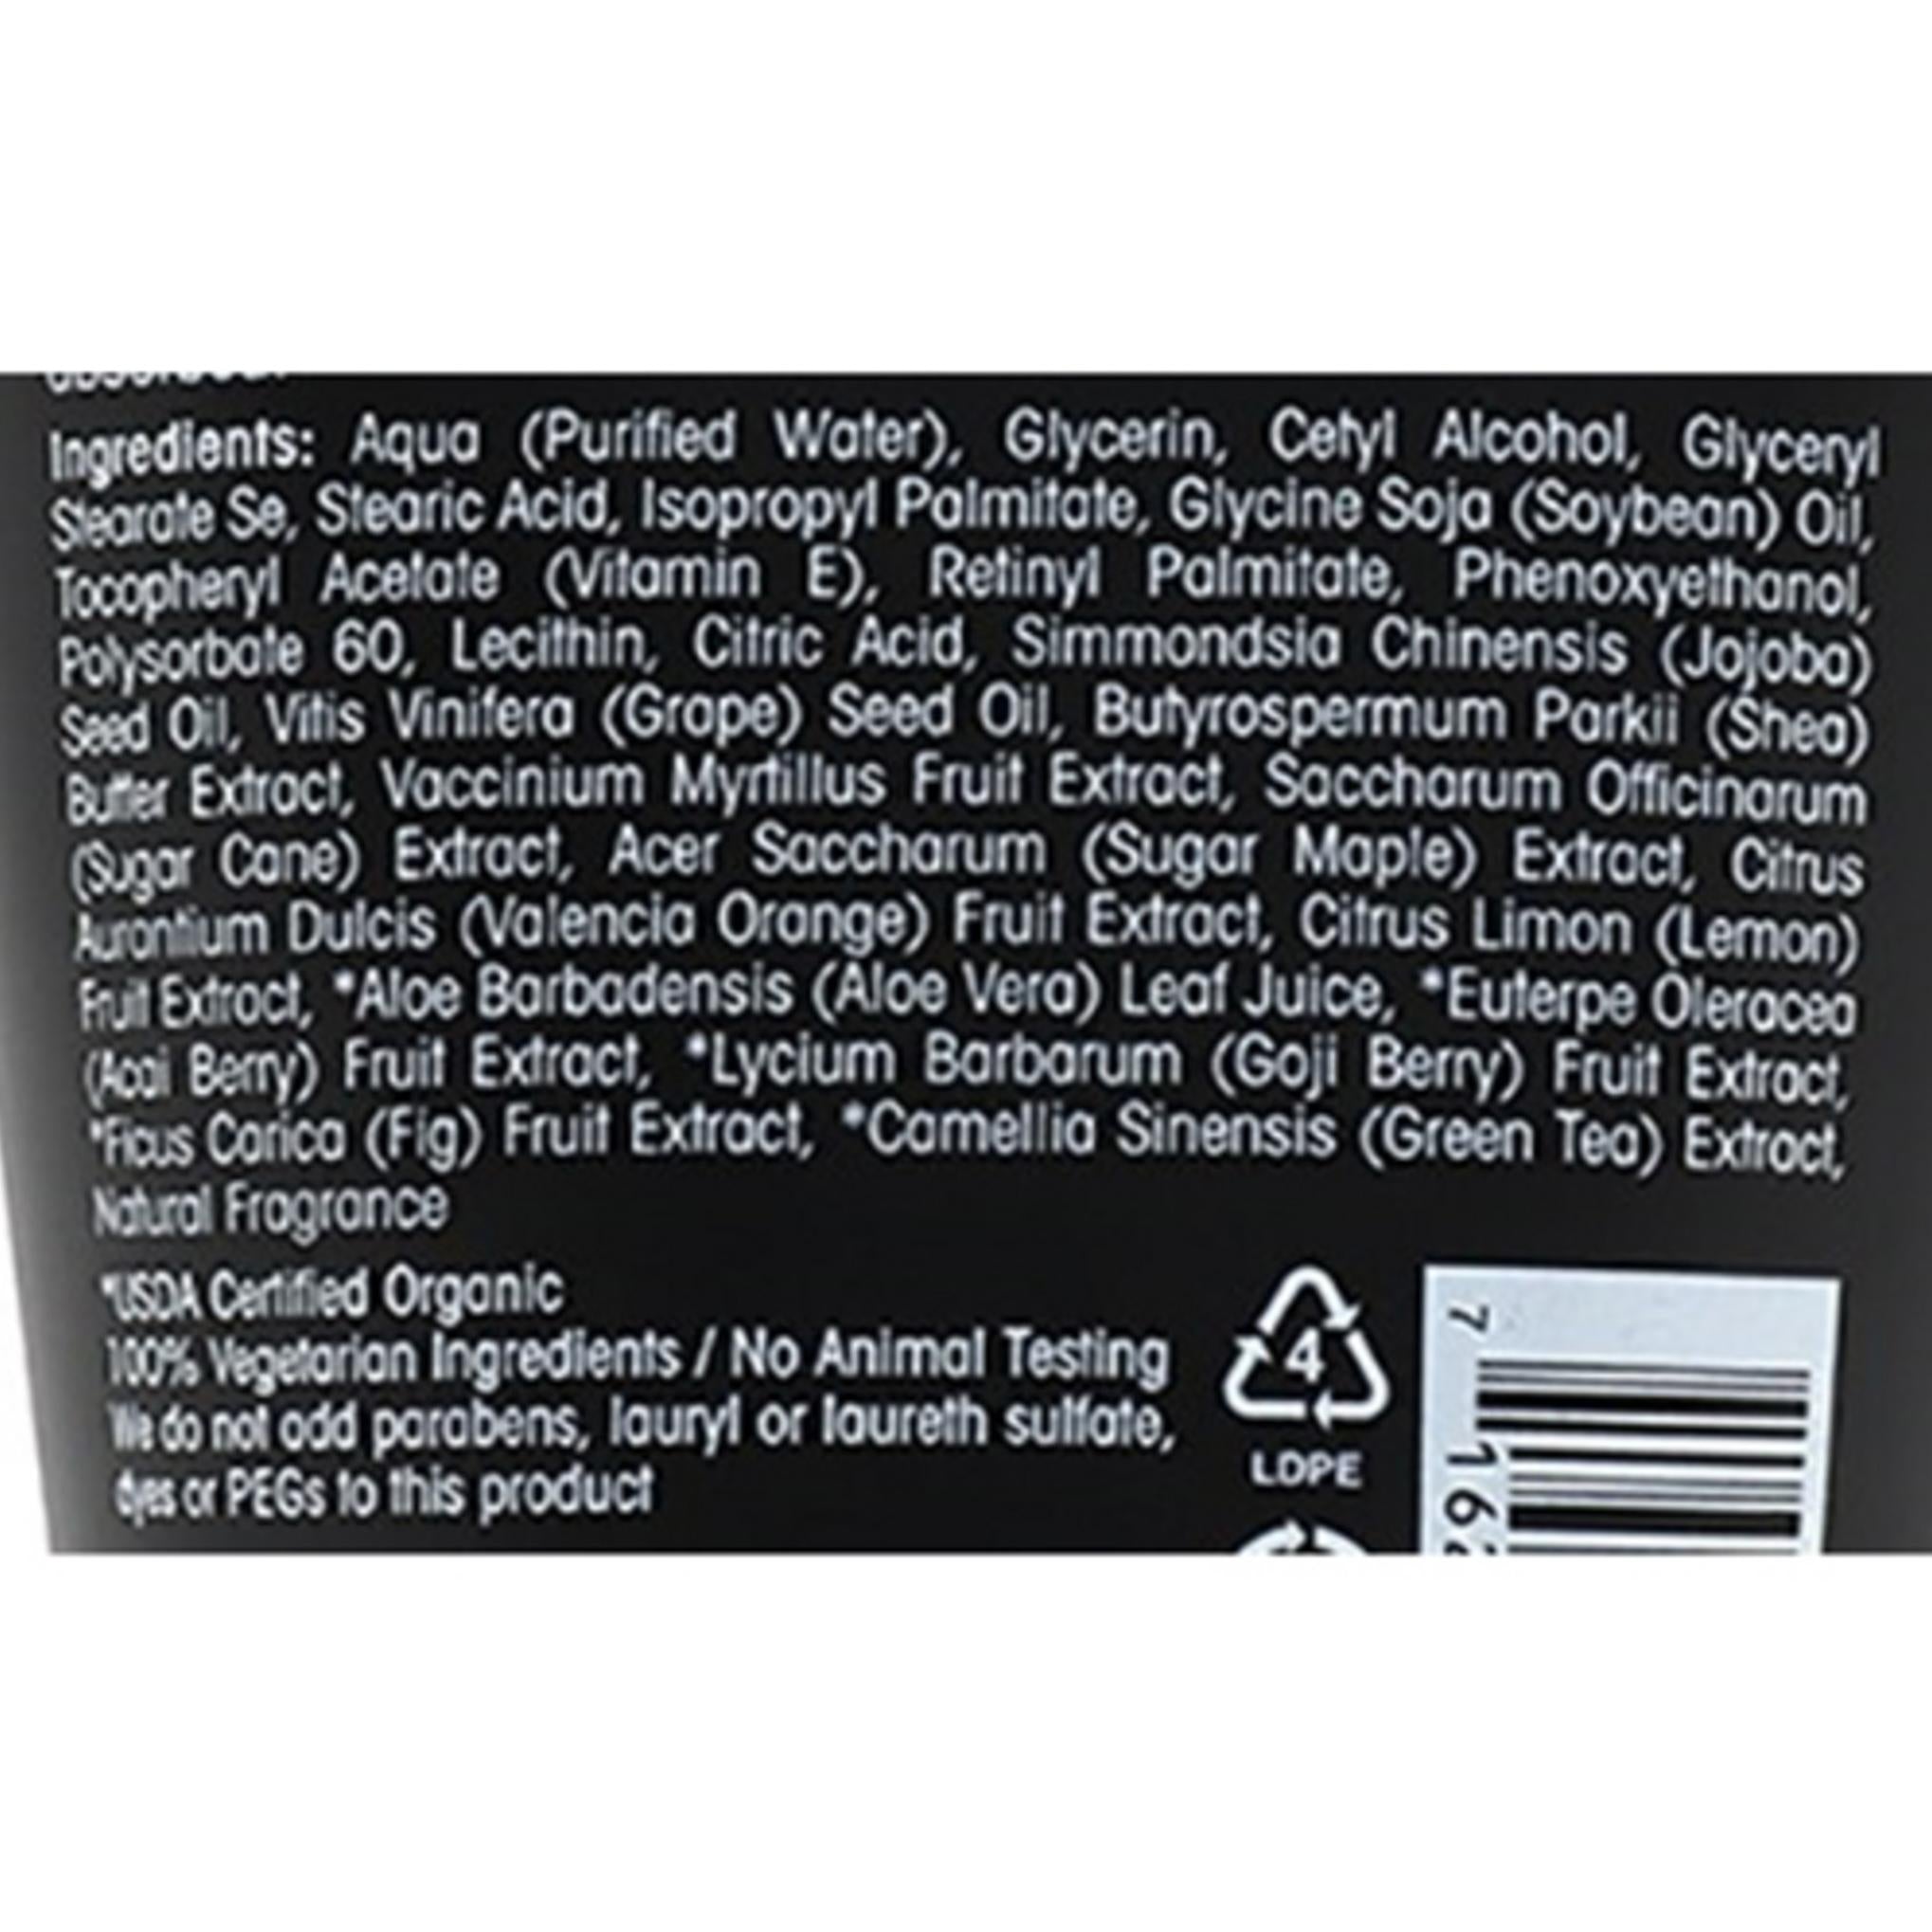 Ingredients: Aqua (Purified Water), Glycerin, Cetyl Alcohol, Glyceryl
Stearate Se, Stearic Acid, Isopropyl Palmitate, Glycine Soja (Soybean) Oil,
Tocopheryl Acetate (Vitamin E), Retinyl Palmitate, Phenoxyethanol,
Polysorbate 60, Lecithin, Citric Acid, Simmondsia Chinensis (Jojoba)
Seed Oil, Vitis Vinifera (Grape) Seed Oil, Butyrospermum Parkii (Shea)
Butter Extract, Vaccinium Myrtillus Fruit Extract, Saccharum Officinarum
(Sugar Cane) Extract, Acer Saccharum (Sugar Maple) Extract, Citrus
Aurantium Dulcis (Valencia Orange) Fruit Extract, Citrus Limon (Lemon)
Fruit Extract, *Aloe Barbadensis (Aloe Vera) Leaf Juice, *Euterpe Oleracea
(Acai Berry) Fruit Extract, *Lycium Barbarum (Goji Berry) Fruit Extract,
*Ficus Carica (Fig) Fruit Extract, *Camellia Sinensis (Green Tea) Extract,
Natural Fragrance
*USDA Certified Organic
100% Vegetarian Ingredients / No Animal Testing
We do not add parabens, lauryl or laureth sulfate,
dyes or PEGs to this product
4
LDPE
7 16